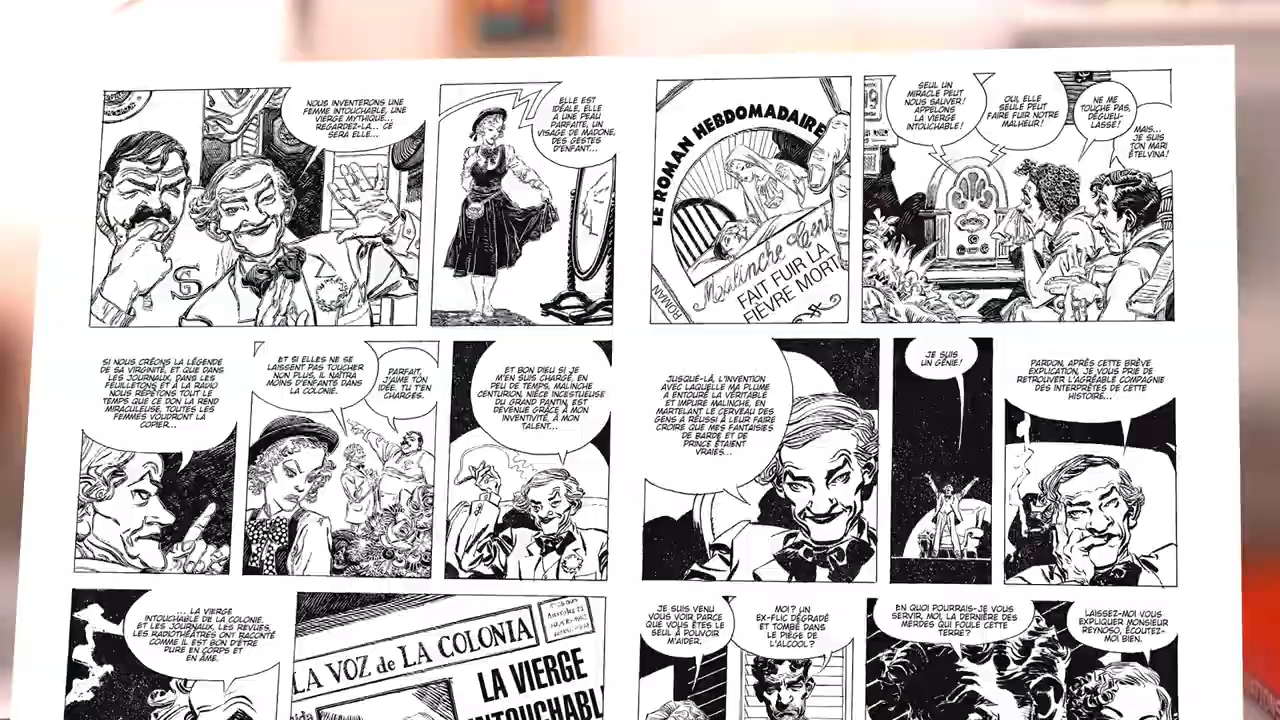 NOUS INVENTERONS UNE
FEMME INTOUCHABLE, UNE
VIERGE MYTHIQUE...
REGARDEZ-LA... CE
SERA ELLE...
ELLE EST
IDÉALE, ELLE
A UNE PEAU
PARFAITE, UN
VISAGE DE MADONE,
DES GESTES
D'ENFANT...
SI NOUS CRÉONS LA LÉGENDE
DE SA VIRGINITÉ, ET QUE DANS
LES JOURNAUX, DANS LES
FEUILLETONS ET À LA RADIO
NOUS RÉPÉTONS TOUT LE
TEMPS QUE CE DON LA REND
MIRACULEUSE, TOUTES LES
FEMMES VOUDRONT LA
COPIER...
ET SI ELLES NE SE
LAISSENT PAS TOUCHER
NON PLUS, IL NAÎTRA
MOINS D'ENFANTS DANS
LA COLONIE.
PARFAIT,
J'AIME TON
IDÉE. TU T'EN
CHARGES.
ET BON DIEU SI JE
M'EN SUIS CHARGÉ, EN
PEU DE TEMPS, MALINCHE
CENTURION, NIÈCE INCESTUEUSE
DU GRAND PANTIN, EST
DEVENUE GRÂCE À MON
INVENTIVITÉ, À MON
TALENT...
... LA VIERGE
INTOUCHABLE DE LA COLONIE.
ET LES JOURNAUX, LES REVUES,
LES RADIOTHÉATRES ONT RACONTÉ
COMME IL EST BON D'ÊTRE
PURE EN CORPS ET
EN ÂME.
LA VOZ de LA COLONIA
LA VIERGE
INTOUCHABL
LE ROMAN HEBDOMADAIRE
Malinche Cen
FAIT FUIR LA
FIÈVRE MORT
ROMAN
SEUL UN
MIRACLE PEUT
NOUS SAUVER!
APPELONS
LA VIERGE
INTOUCHABLE!
OUI, ELLE
SEULE PEUT
FAIRE FUIR NOTRE
MALHEUR!
NE ME
TOUCHE PAS,
DÉGUEU-
LASSE!
MAIS...
JE SUIS
TON MARI
ÉTELVINA!
JUSQUE-LÀ, L'INVENTION
AVEC LAQUELLE MA PLUME
A ENTOURÉ LA VÉRITABLE
ET IMPURE MALINCHE, EN
MARTELANT LE CERVEAU DES
GENS A RÉUSSI À LEUR FAIRE
CROIRE QUE MES FANTAISIES
DE BARDE ET DE
PRINCE ÉTAIENT
VRAIES...
JE SUIS
UN GÉNIE!
PARDON, APRÈS CETTE BRÈVE
EXPLICATION, JE VOUS PRIE DE
RETROUVER L'AGRÉABLE COMPAGNIE
DES INTERPRÈTES DE CETTE
HISTOIRE...
JE SUIS VENU
VOUS VOIR PARCE
QUE VOUS ÊTES LE
SEUL À POUVOIR
M'AIDER.
MOI? UN
EX-FLIC DÉGRADÉ
ET TOMBÉ DANS
LE PIÈGE DE
L'ALCOOL?
EN QUOI POURRAIS-JE VOUS
SERVIR, MOI, LA DERNIÈRE DES
MERDES QUI FOULE CETTE
TERRE?
LAISSEZ-MOI VOUS
EXPLIQUER MONSIEUR
REYNOSO, ÉCOUTEZ-
MOI BIEN.